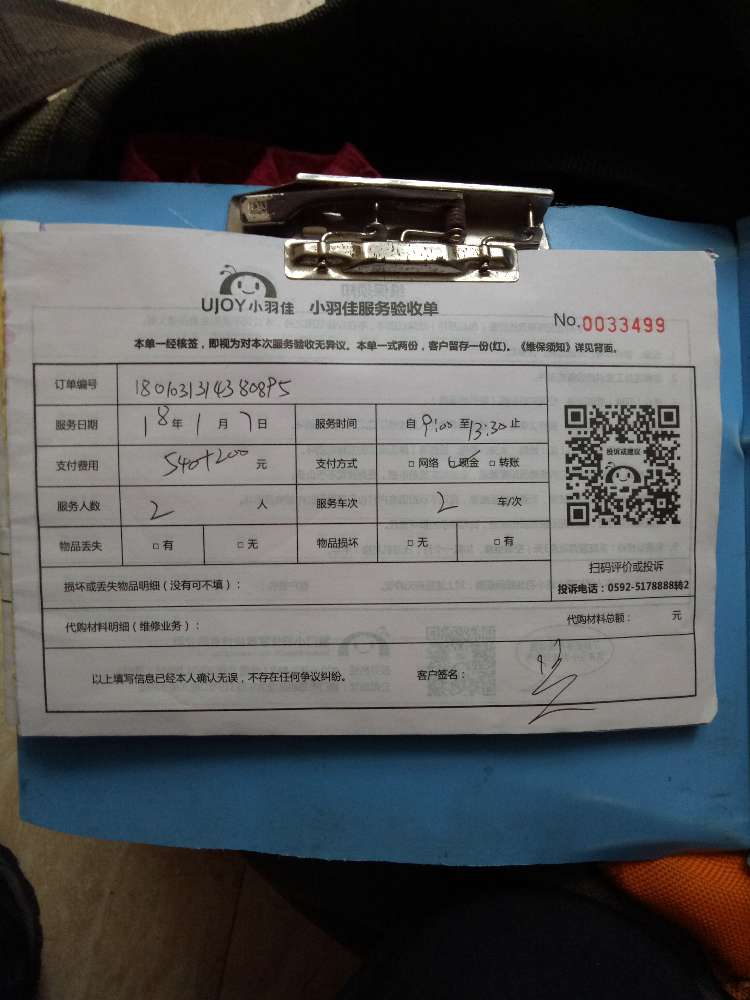 UJOY小羽佳 小羽佳服务验收单
No.0033499
本单一经核签，即视为对本次服务验收无异议。本单一式两份，客户留存一份(红)。《维保须知》详见背面。
订单编号 18010313143808P5
服务日期 18年1月7日 服务时间 自9:00至13:30止
支付费用 540+200元 支付方式 □网络 □现金 □转账
投诉或建议
服务人数 2人 服务车次 2车/次
物品丢失 □有 □无 物品损坏 □无 □有
扫码评价或投诉
损坏或丢失物品明细（没有可不填）：
投诉电话：0592-5178888转2
代购材料明细（维修业务）： 代购材料总额： 元
以上填写信息已经本人确认无误，不存在任何争议纠纷。 客户签名：